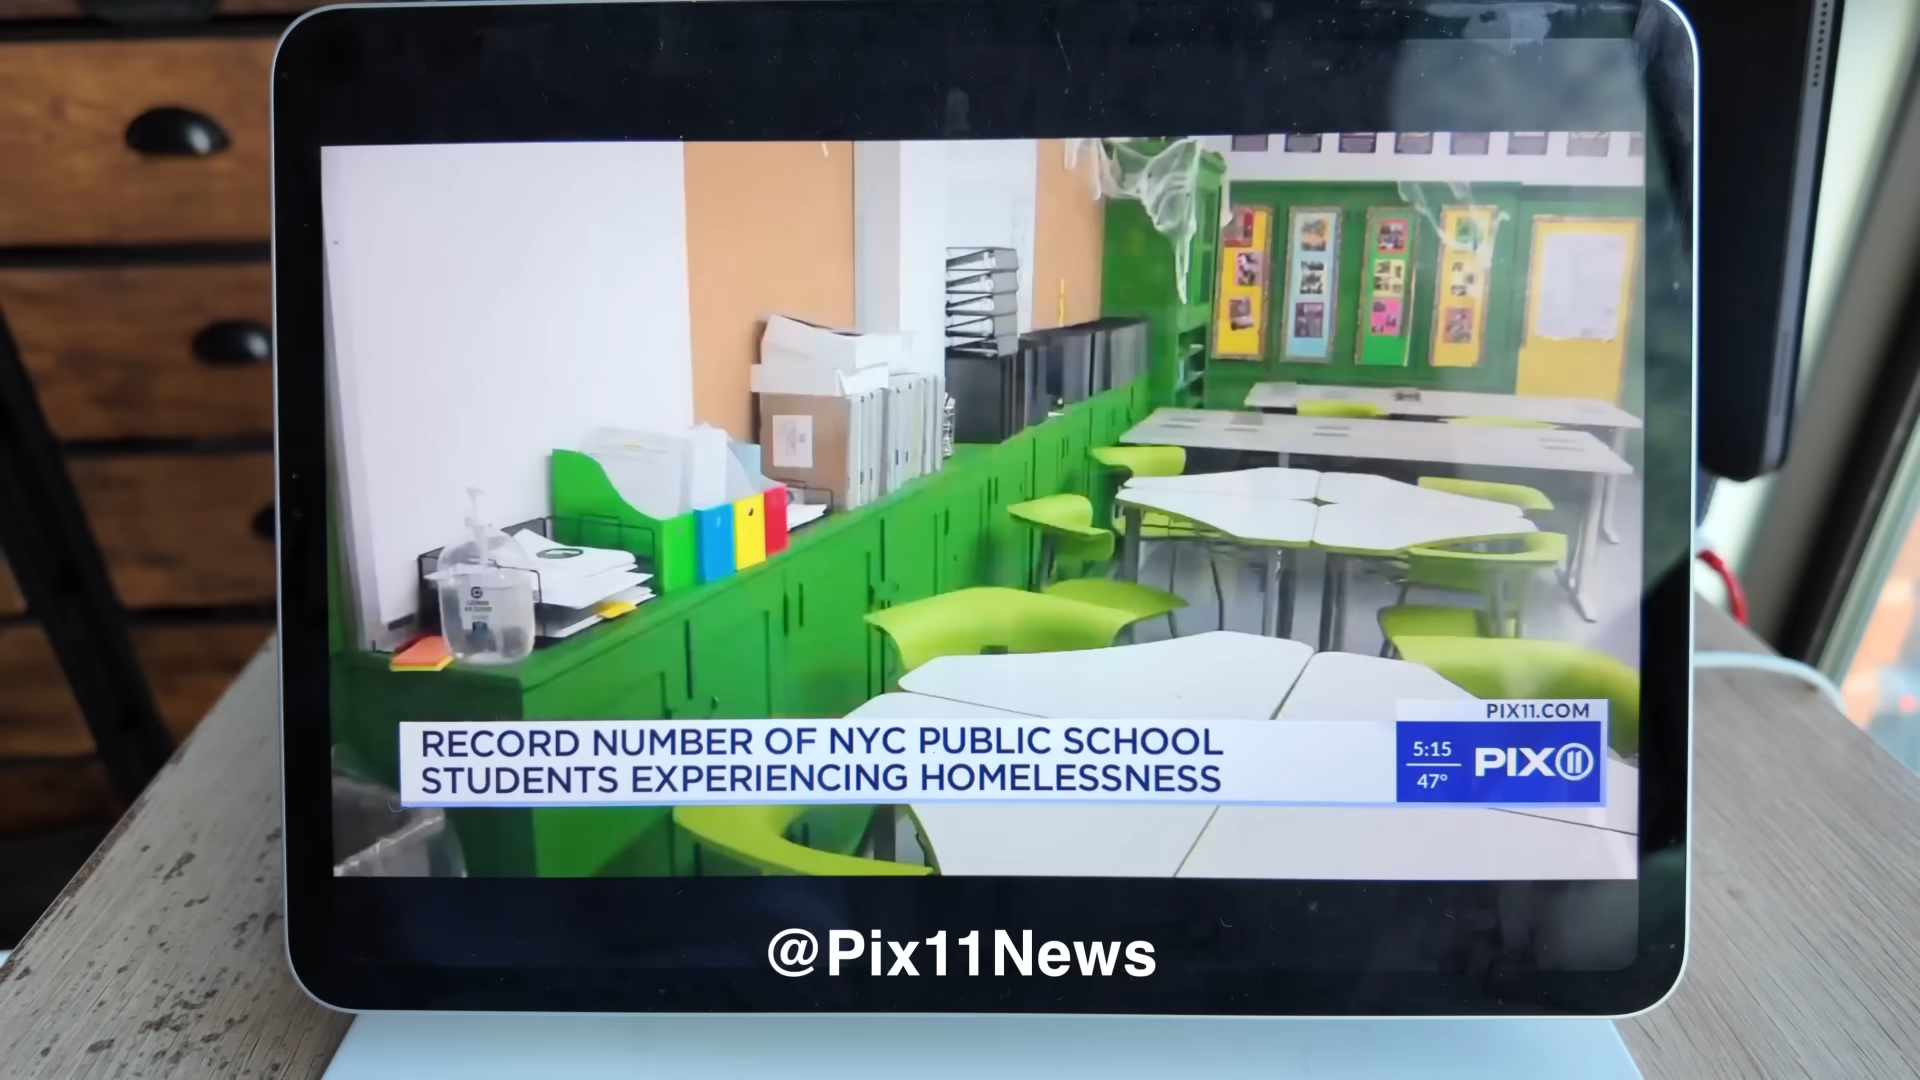 PIX11.COM
RECORD NUMBER OF NYC PUBLIC SCHOOL
STUDENTS EXPERIENCING HOMELESSNESS
5:15
47°
PIX11
@Pix11News